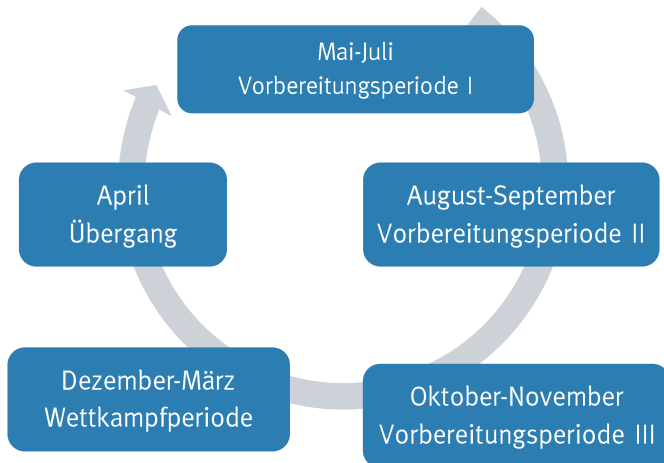 Mai-Juli
Vorbereitungsperiode I
August-September
Vorbereitungsperiode II
Oktober-November
Vorbereitungsperiode III
Dezember-März
Wettkampfperiode
April
Übergang